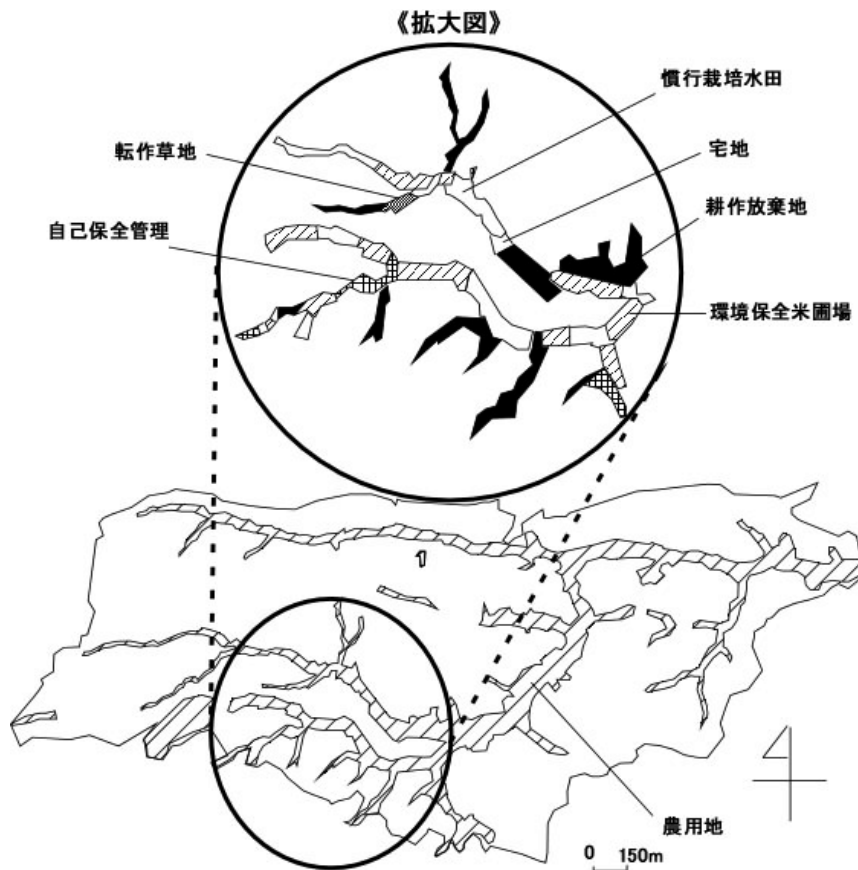 《拡大図》
慣行栽培水田
転作草地
宅地
耕作放棄地
自己保全管理
環境保全米圃場
農用地
0 150m